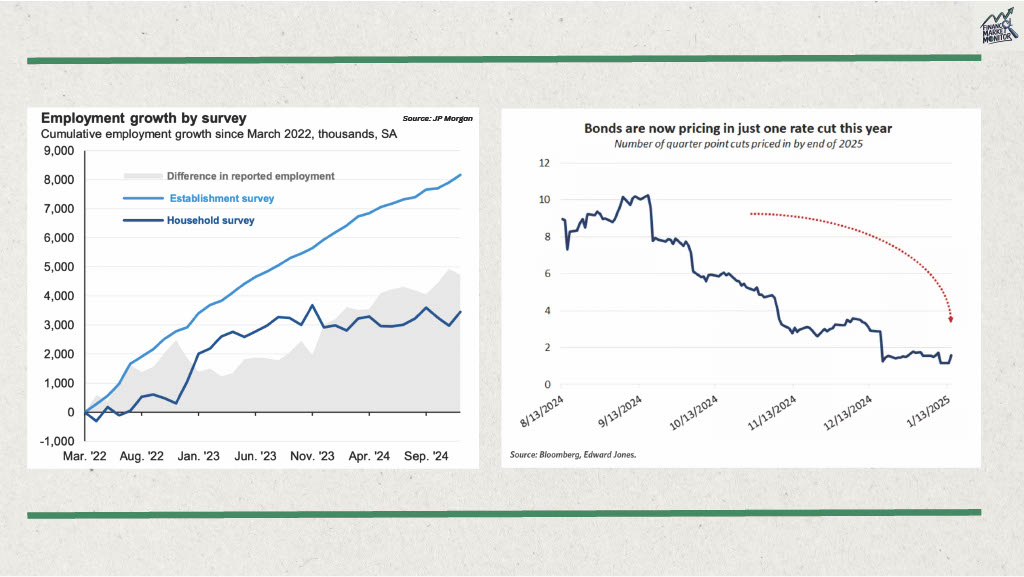 FINANCE
MARKET
MONITOR
Employment growth by survey
Source: JP Morgan
Cumulative employment growth since March 2022, thousands, SA
9,000
8,000
7,000
6,000
5,000
4,000
3,000
2,000
1,000
0
-1,000
Difference in reported employment
Establishment survey
Household survey
Mar. '22 Aug. '22 Jan. '23 Jun. '23 Nov. '23 Apr. '24 Sep. '24
Bonds are now pricing in just one rate cut this year
Number of quarter point cuts priced in by end of 2025
12
10
8
6
4
2
0
8/13/2024 9/13/2024 10/13/2024 11/13/2024 12/13/2024 1/13/2025
Source: Bloomberg, Edward Jones.